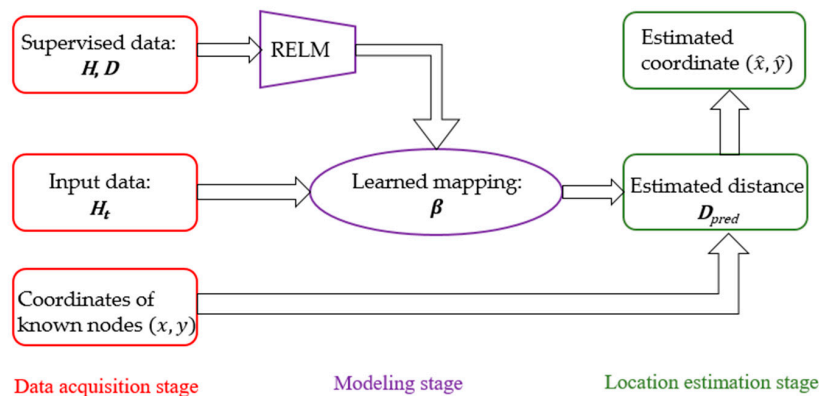 Supervised data:
H, D
RELM
Estimated
coordinate (x̂, ŷ)
Input data:
Hₜ
Learned mapping:
β
Estimated distance
D_pred
Coordinates of
known nodes (x, y)
Data acquisition stage
Modeling stage
Location estimation stage